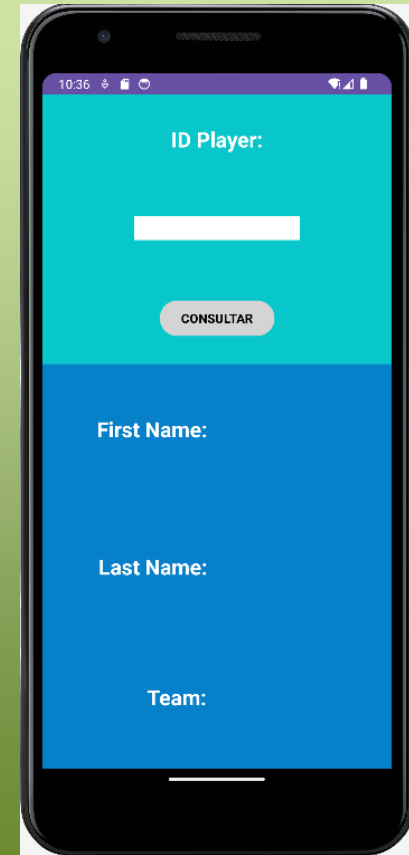 10:36
ID Player:
CONSULTAR
First Name:
Last Name:
Team: